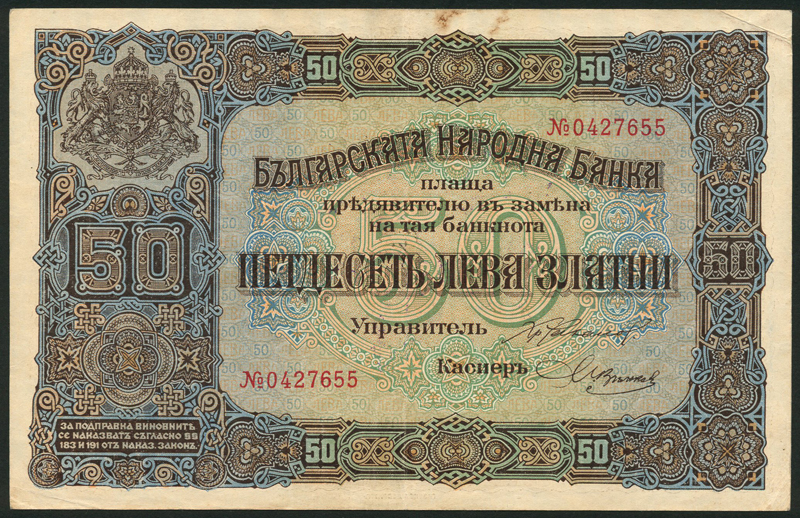 50 50
№0427655
БЪЛГАРСКАТА НАРОДНА БАНКА
плаща
прѣдявителю въ замѣна
на тая банкнота
50
50
50
ПЕТДЕСЕТЬ ЛЕВА ЗЛАТНИ
Управитель
Касиеръ
№0427655
ЗА ПОДПРАВКА ВИНОВНИТѢ
СЕ НАКАЗВАТЪ СЪГЛАСНО §§
183 И 191 ОТЪ НАКАЗ. ЗАКОНЪ.
50 50